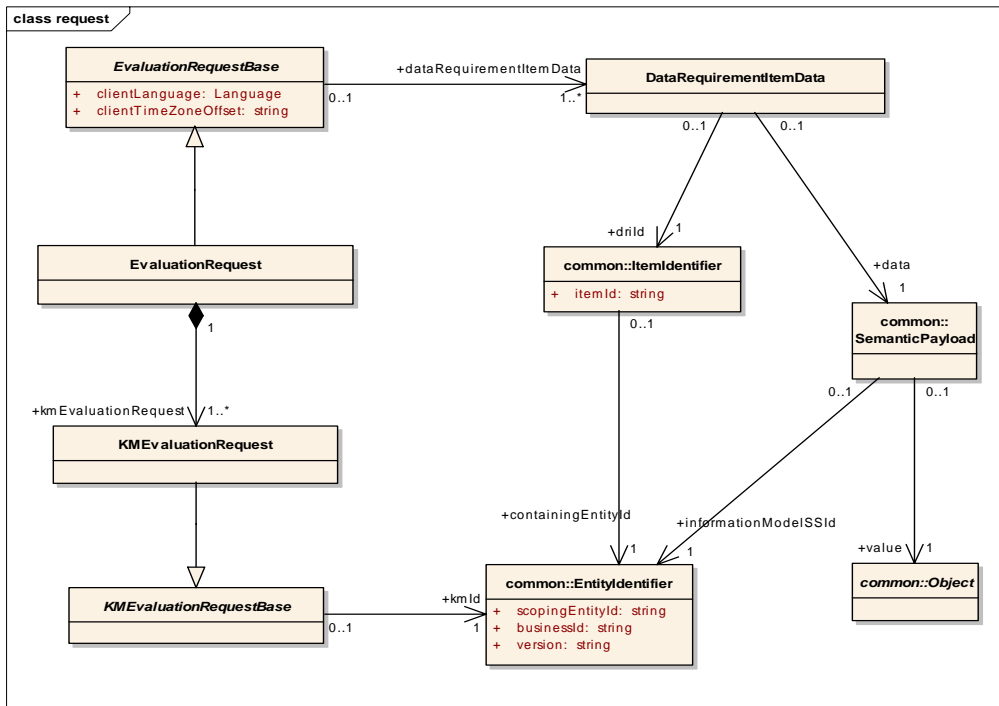 class request
EvaluationRequestBase
+ clientLanguage: Language
+ clientTimeZoneOffset: string
0..1
+dataRequirementItemData
1..*
DataRequirementItemData
0..1
0..1
EvaluationRequest
1
+driId
1
common::ItemIdentifier
+ itemId: string
0..1
+data
1
common::
SemanticPayload
0..1
0..1
+kmEvaluationRequest
1..*
KMEvaluationRequest
+containingEntityId
1
+informationModelSSId
1
+value
1
KMEvaluationRequestBase
0..1
+kmId
1
common::EntityIdentifier
+ scopingEntityId: string
+ businessId: string
+ version: string
common::Object